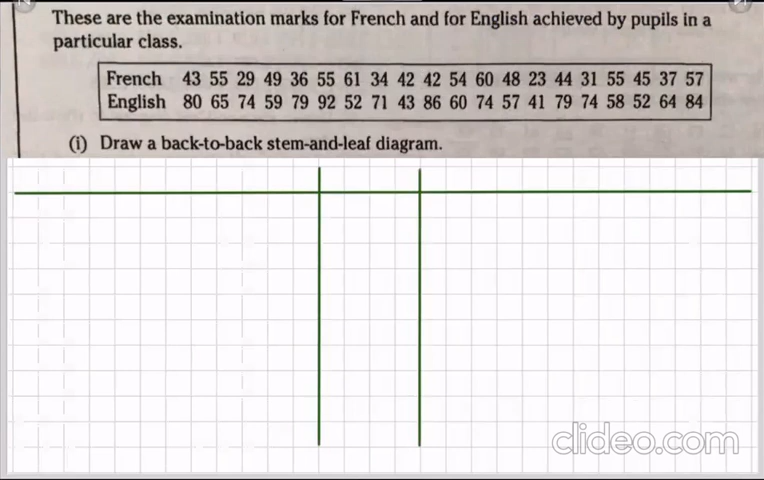 These are the examination marks for French and for English achieved by pupils in a
particular class.
French 43 55 29 49 36 55 61 34 42 42 54 60 48 23 44 31 55 45 37 57
English 80 65 74 59 79 92 52 71 43 86 60 74 57 41 79 74 58 52 64 84
(i) Draw a back-to-back stem-and-leaf diagram.
clideo.com